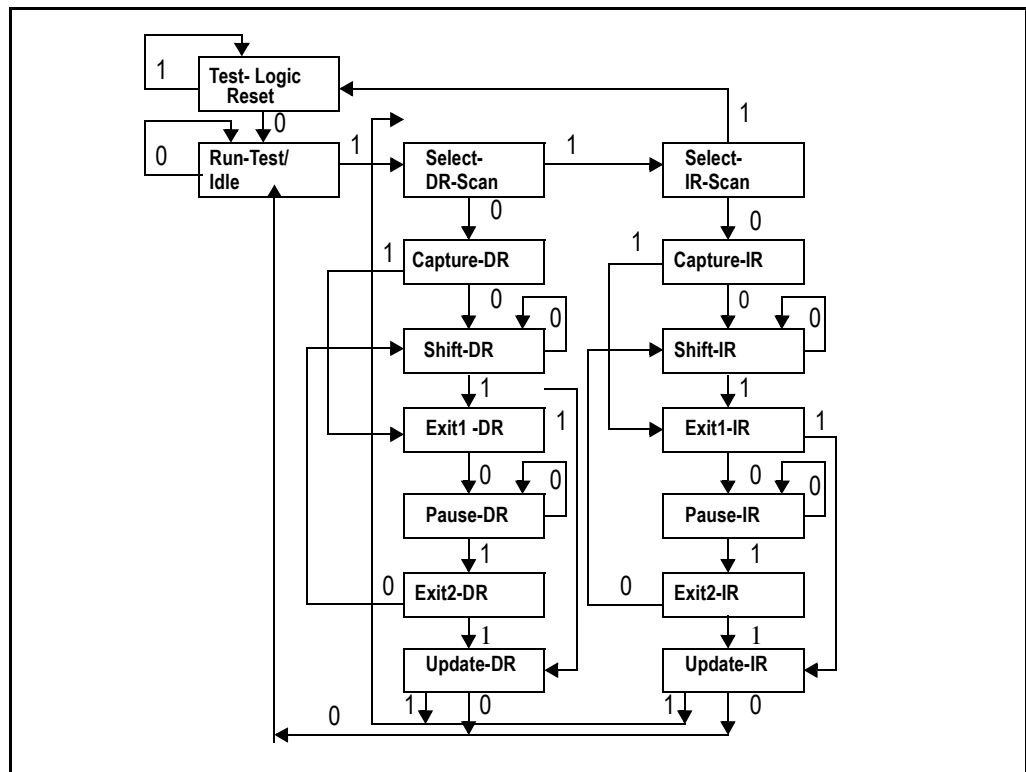 1
Test- Logic
Reset
0
1
0
Run-Test/
Idle
1
Select-
DR-Scan
1
Select-
IR-Scan
0
0
1
Capture-DR
1
Capture-IR
0
0
0
0
Shift-DR
Shift-IR
1
1
Exit1 -DR
1
Exit1-IR
1
0
0
0
0
Pause-DR
Pause-IR
1
1
0
Exit2-DR
0
Exit2-IR
1
1
Update-DR
Update-IR
1
0
1
0
0